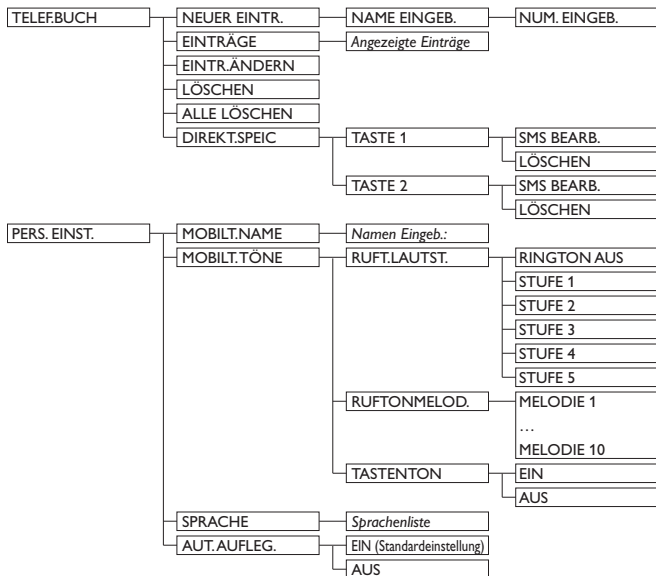 TELEF.BUCH NEUER EINTR. NAME EINGEB. NUM. EINGEB.
EINTRÄGE Angezeigte Einträge
EINTR.ÄNDERN
LÖSCHEN
ALLE LÖSCHEN
DIREKT.SPEIC TASTE 1 SMS BEARB.
LÖSCHEN
TASTE 2 SMS BEARB.
LÖSCHEN
PERS. EINST. MOBILT.NAME Namen Eingeb.:
MOBILT.TÖNE RUFT.LAUTST. RINGTON AUS
STUFE 1
STUFE 2
STUFE 3
STUFE 4
STUFE 5
RUFTONMELOD. MELODIE 1
…
MELODIE 10
TASTENTON EIN
AUS
SPRACHE Sprachenliste
AUT.AUFLEG. EIN (Standardeinstellung)
AUS